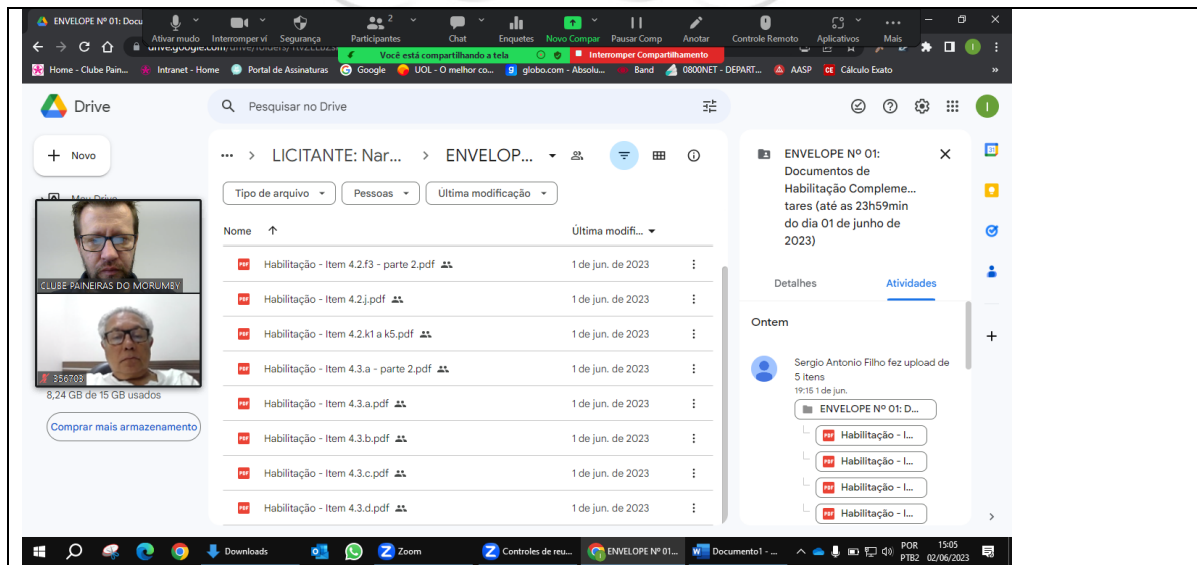 ENVELOPE Nº 01: Docu
Ativar mudo
Interromper ví
Segurança
2
Participantes
Chat
Enquetes
Novo Compar
Pausar Comp
Anotar
Controle Remoto
Aplicativos
Mais
Você está compartilhando a tela
Interromper Compartilhamento
Home - Clube Pain...
Intranet - Home
Portal de Assinaturas
Google
UOL - O melhor co...
globo.com - Absolu...
Band
0800NET - DEPART...
AASP
CE Cálculo Exato
»
Drive
Pesquisar no Drive
I
+ Novo
Meu Drive
CLUBE PAINEIRAS DO MORUMBY
356703
8,24 GB de 15 GB usados
Comprar mais armazenamento
... > LICITANTE: Nar... > ENVELOP...
Tipo de arquivo
Pessoas
Última modificação
Nome
Última modifi...
Habilitação - Item 4.2.f3 - parte 2.pdf 1 de jun. de 2023
Habilitação - Item 4.2.j.pdf 1 de jun. de 2023
Habilitação - Item 4.2.k1 a k5.pdf 1 de jun. de 2023
Habilitação - Item 4.3.a - parte 2.pdf 1 de jun. de 2023
Habilitação - Item 4.3.a.pdf 1 de jun. de 2023
Habilitação - Item 4.3.b.pdf 1 de jun. de 2023
Habilitação - Item 4.3.c.pdf 1 de jun. de 2023
Habilitação - Item 4.3.d.pdf 1 de jun. de 2023
ENVELOPE Nº 01:
Documentos de
Habilitação Compleme...
tares (até as 23h59min
do dia 01 de junho de
2023)
Detalhes
Atividades
Ontem
Sergio Antonio Filho fez upload de
5 itens
19:15 1 de jun.
ENVELOPE Nº 01: D...
Habilitação - I...
Habilitação - I...
Habilitação - I...
Habilitação - I...
31
Downloads
Zoom
Controles de reu...
ENVELOPE Nº 01...
Documento1 - ...
POR
PTB2
15:05
02/06/2023